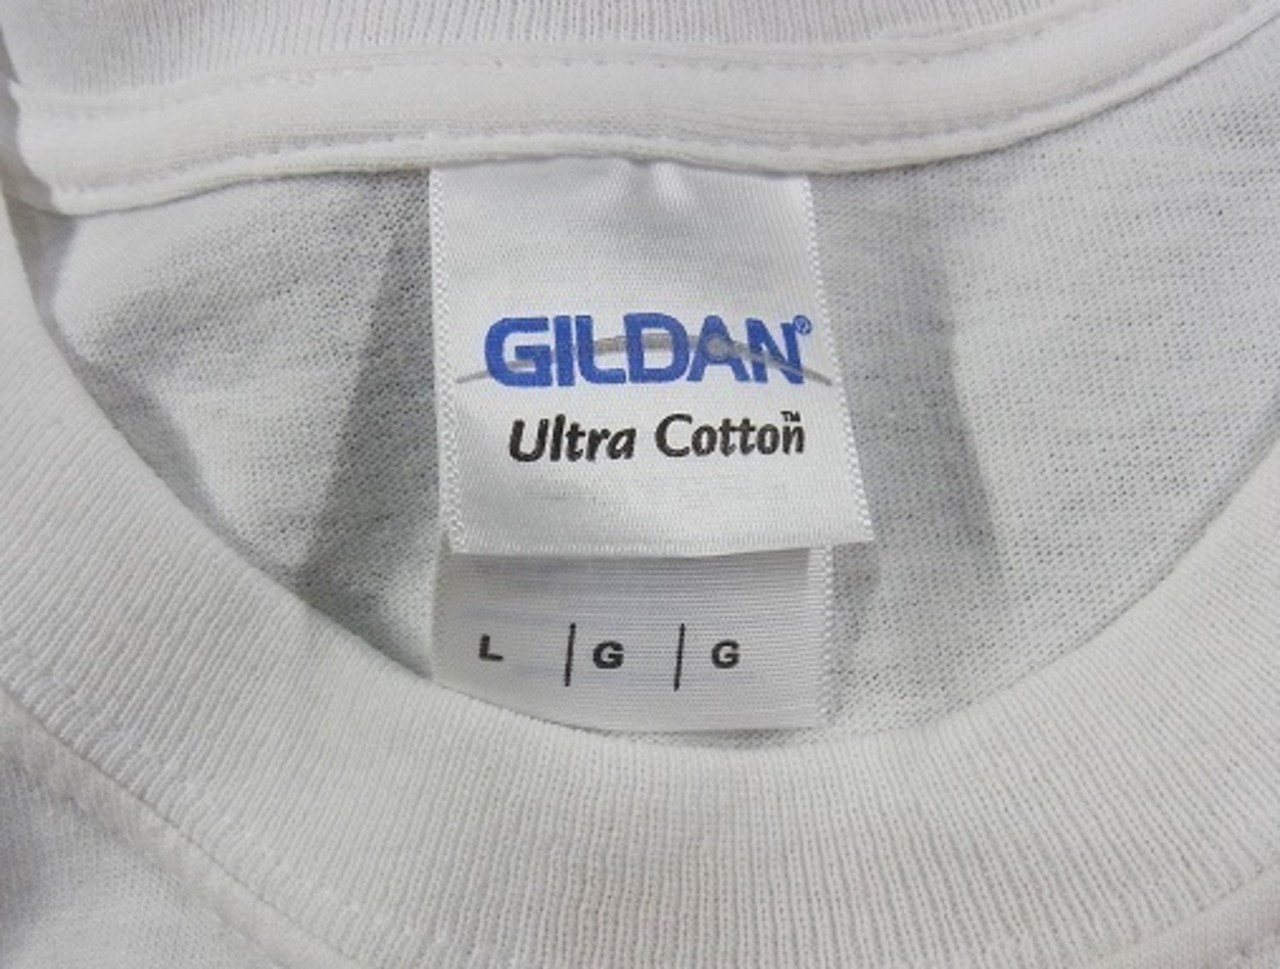 GILDAN®
Ultra Cotton™
L | G | G